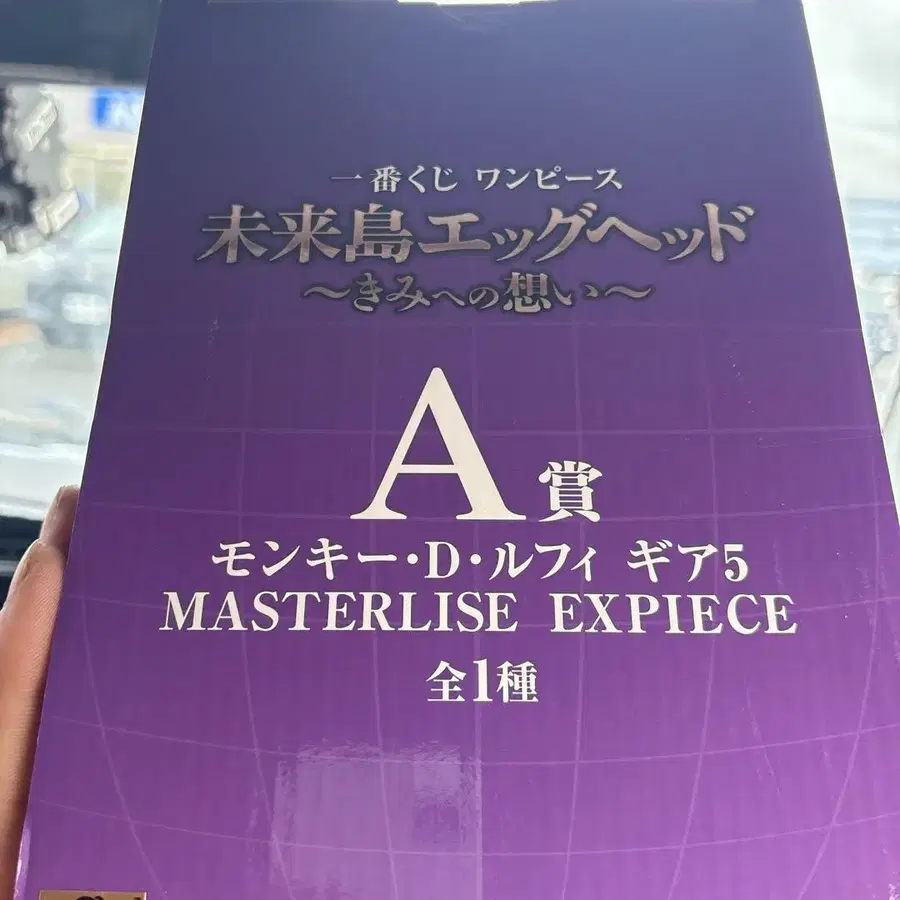 一番くじ ワンピース
未来島エッグヘッド
～きみへの想い～
A賞
モンキー・D・ルフィ ギア5
MASTERLISE EXPIECE
全1種